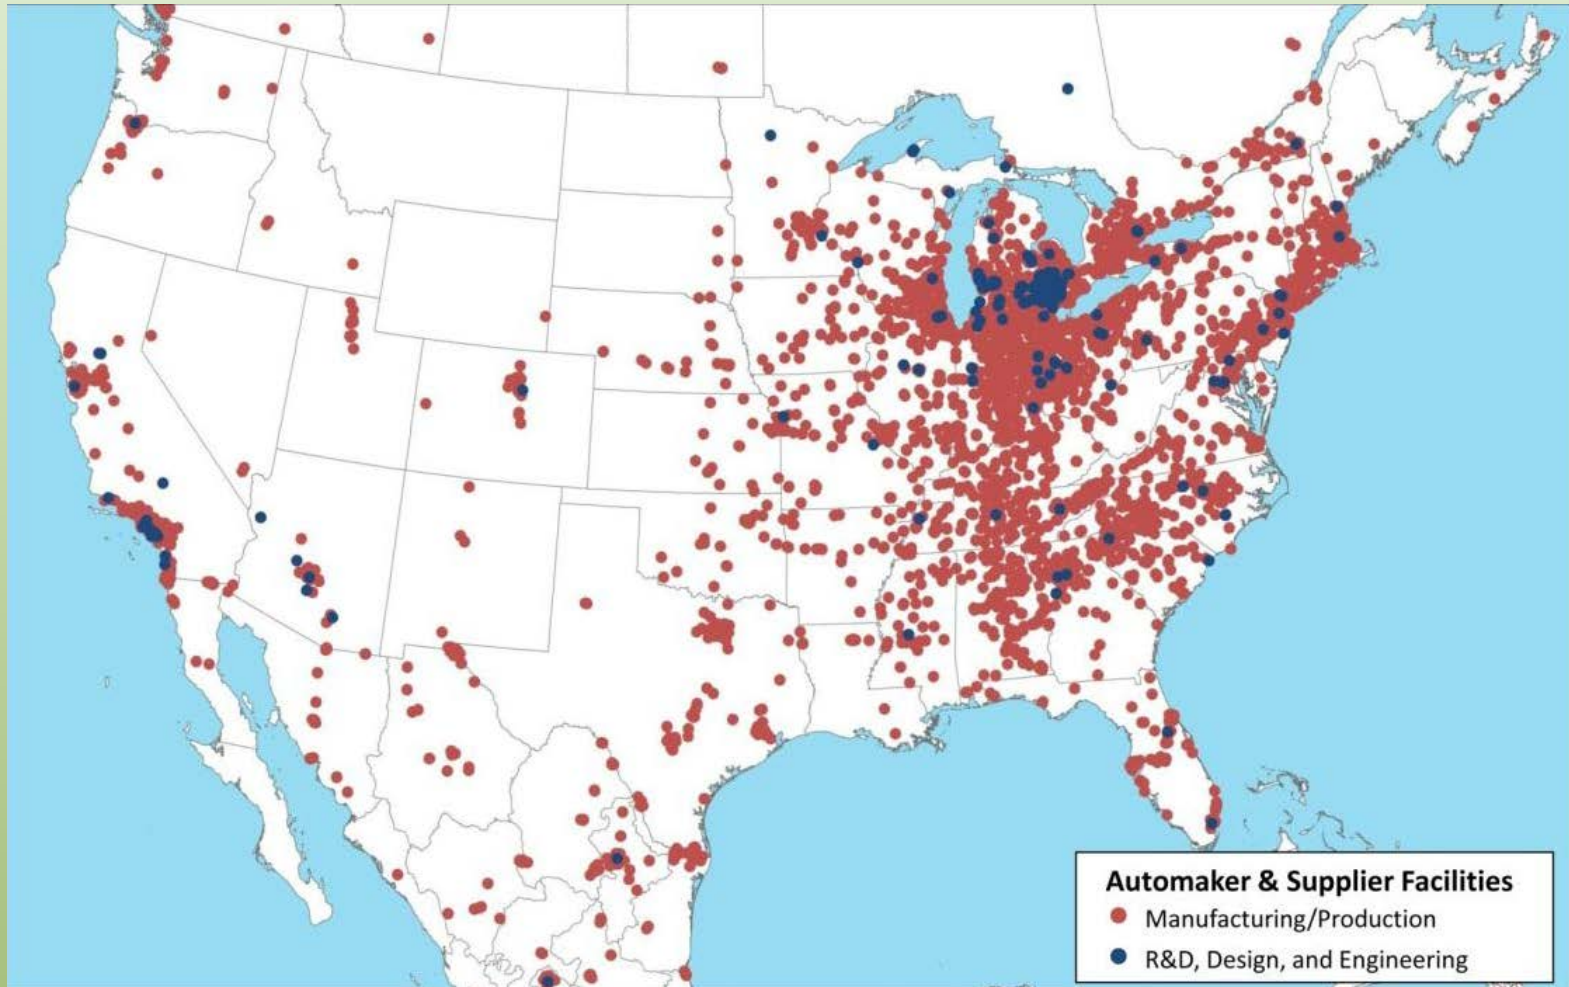 Automaker & Supplier Facilities
Manufacturing/Production
R&D, Design, and Engineering